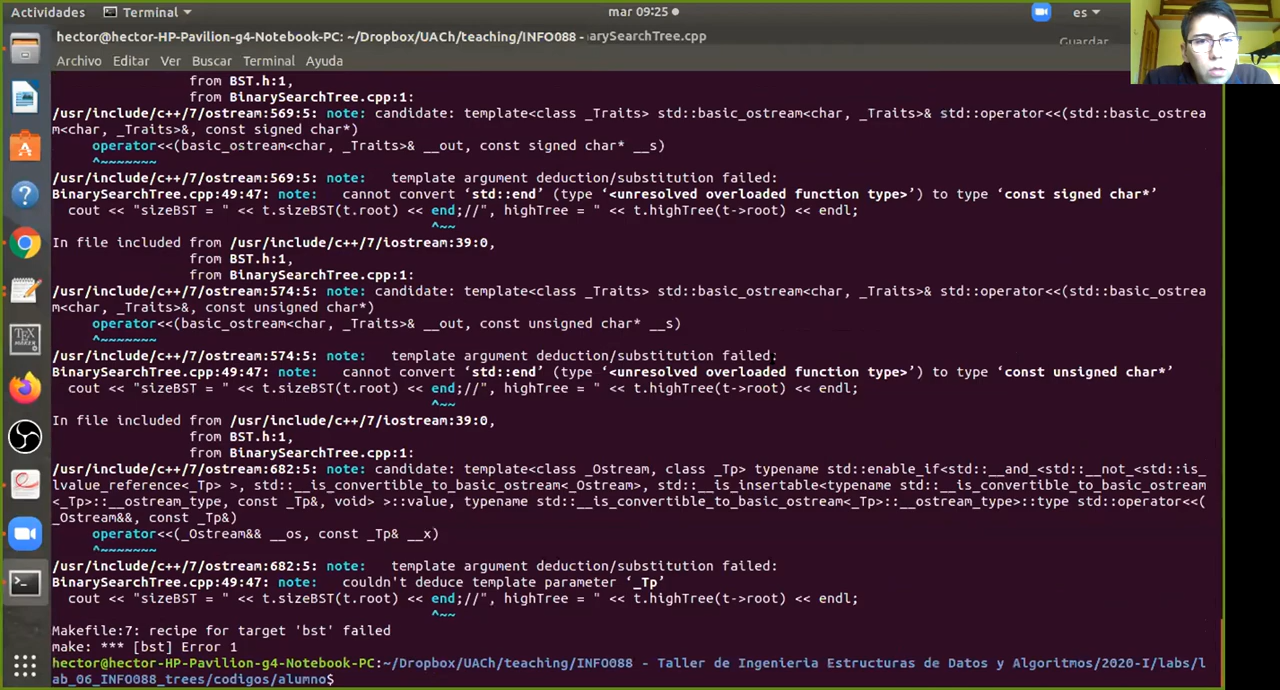 Actividades Terminal mar 09:25 es
hector@hector-HP-Pavilion-g4-Notebook-PC: ~/Dropbox/UACh/teaching/INFO088 - arySearchTree.cpp Guardar
Archivo Editar Ver Buscar Terminal Ayuda
from BST.h:1,
from BinarySearchTree.cpp:1:
/usr/include/c++/7/ostream:569:5: note: candidate: template<class _Traits> std::basic_ostream<char, _Traits>& std::operator<<(std::basic_ostrea
m<char, _Traits>&, const signed char*)
operator<<(basic_ostream<char, _Traits>& __out, const signed char* __s)
^~~~~~~~
/usr/include/c++/7/ostream:569:5: note:   template argument deduction/substitution failed:
BinarySearchTree.cpp:49:47: note:   cannot convert ‘std::end’ (type ‘<unresolved overloaded function type>’) to type ‘const signed char*’
cout << "sizeBST = " << t.sizeBST(t.root) << end;//", highTree = " << t.highTree(t->root) << endl;
^~~
In file included from /usr/include/c++/7/iostream:39:0,
from BST.h:1,
from BinarySearchTree.cpp:1:
/usr/include/c++/7/ostream:574:5: note: candidate: template<class _Traits> std::basic_ostream<char, _Traits>& std::operator<<(std::basic_ostrea
m<char, _Traits>&, const unsigned char*)
operator<<(basic_ostream<char, _Traits>& __out, const unsigned char* __s)
^~~~~~~~
/usr/include/c++/7/ostream:574:5: note:   template argument deduction/substitution failed:
BinarySearchTree.cpp:49:47: note:   cannot convert ‘std::end’ (type ‘<unresolved overloaded function type>’) to type ‘const unsigned char*’
cout << "sizeBST = " << t.sizeBST(t.root) << end;//", highTree = " << t.highTree(t->root) << endl;
^~~
In file included from /usr/include/c++/7/iostream:39:0,
from BST.h:1,
from BinarySearchTree.cpp:1:
/usr/include/c++/7/ostream:682:5: note: candidate: template<class _Ostream, class _Tp> typename std::enable_if<std::__and_<std::__not_<std::is_
lvalue_reference<_Tp> >, std::__is_convertible_to_basic_ostream<_Ostream>, std::__is_insertable<typename std::__is_convertible_to_basic_ostream
<_Tp>::__ostream_type, const _Tp&, void> >::value, typename std::__is_convertible_to_basic_ostream<_Tp>::__ostream_type>::type std::operator<<(
_Ostream&&, const _Tp&)
operator<<(_Ostream&& __os, const _Tp& __x)
^~~~~~~~
/usr/include/c++/7/ostream:682:5: note:   template argument deduction/substitution failed:
BinarySearchTree.cpp:49:47: note:   couldn't deduce template parameter ‘_Tp’
cout << "sizeBST = " << t.sizeBST(t.root) << end;//", highTree = " << t.highTree(t->root) << endl;
^~~
Makefile:7: recipe for target 'bst' failed
make: *** [bst] Error 1
hector@hector-HP-Pavilion-g4-Notebook-PC:~/Dropbox/UACh/teaching/INFO088 - Taller de Ingenieria Estructuras de Datos y Algoritmos/2020-I/labs/l
ab_06_INFO088_trees/codigos/alumno$